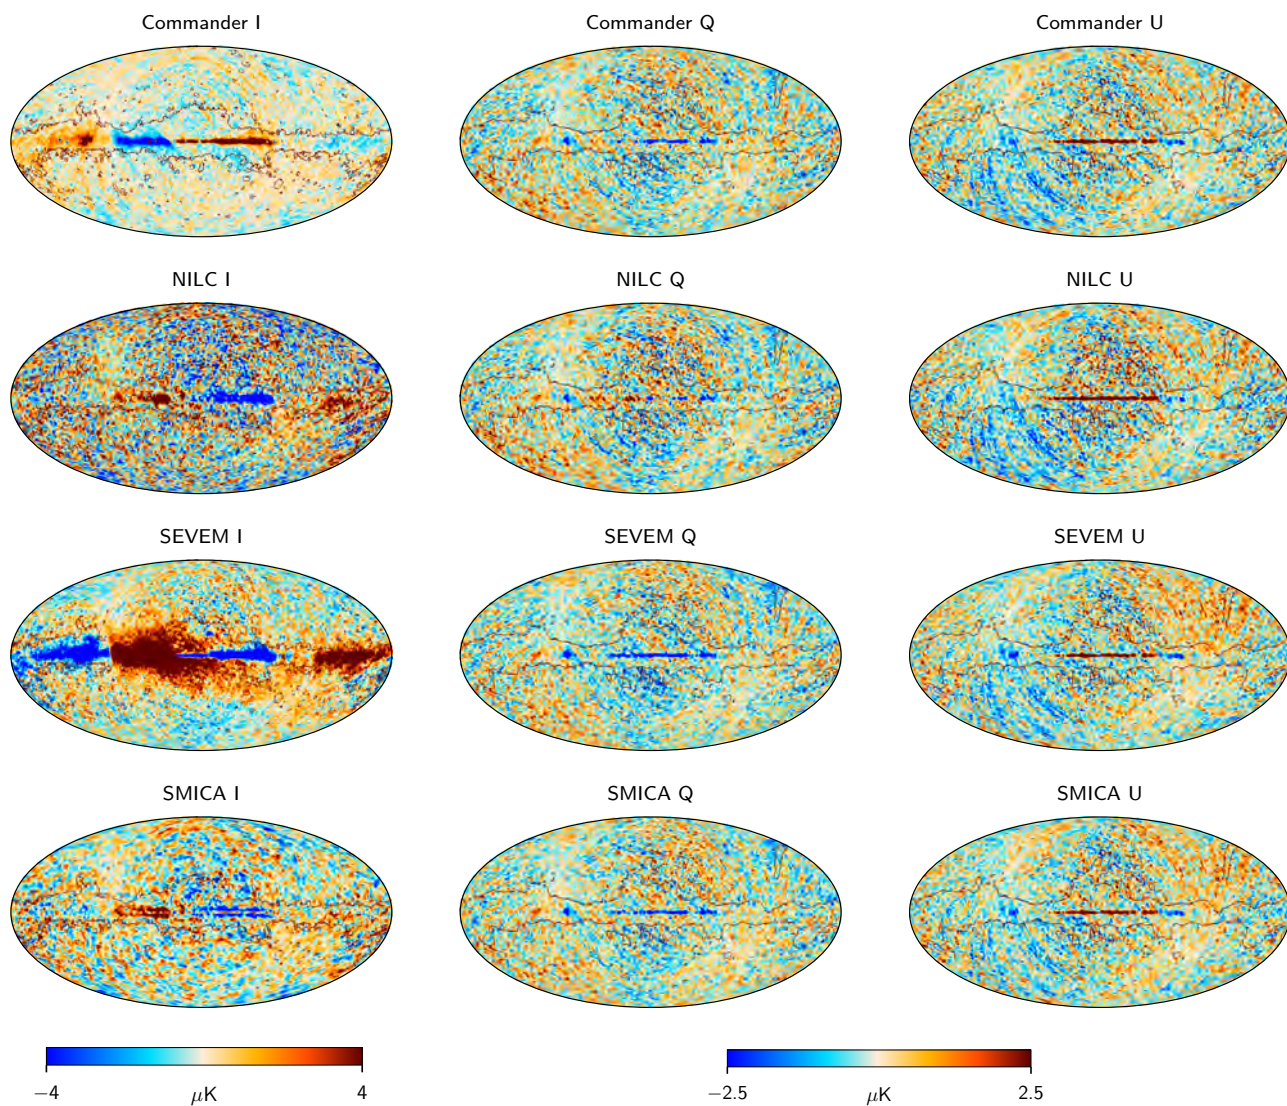 Commander I
Commander Q
Commander U
NILC I
NILC Q
NILC U
SEVEM I
SEVEM Q
SEVEM U
SMICA I
SMICA Q
SMICA U
−4 μK 4
−2.5 μK 2.5